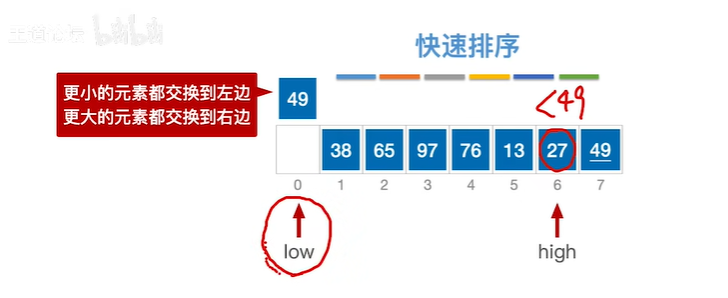 王道论坛 bilibili
快速排序
更小的元素都交换到左边
更大的元素都交换到右边
49
<49
38 65 97 76 13 27 49
0 1 2 3 4 5 6 7
low high